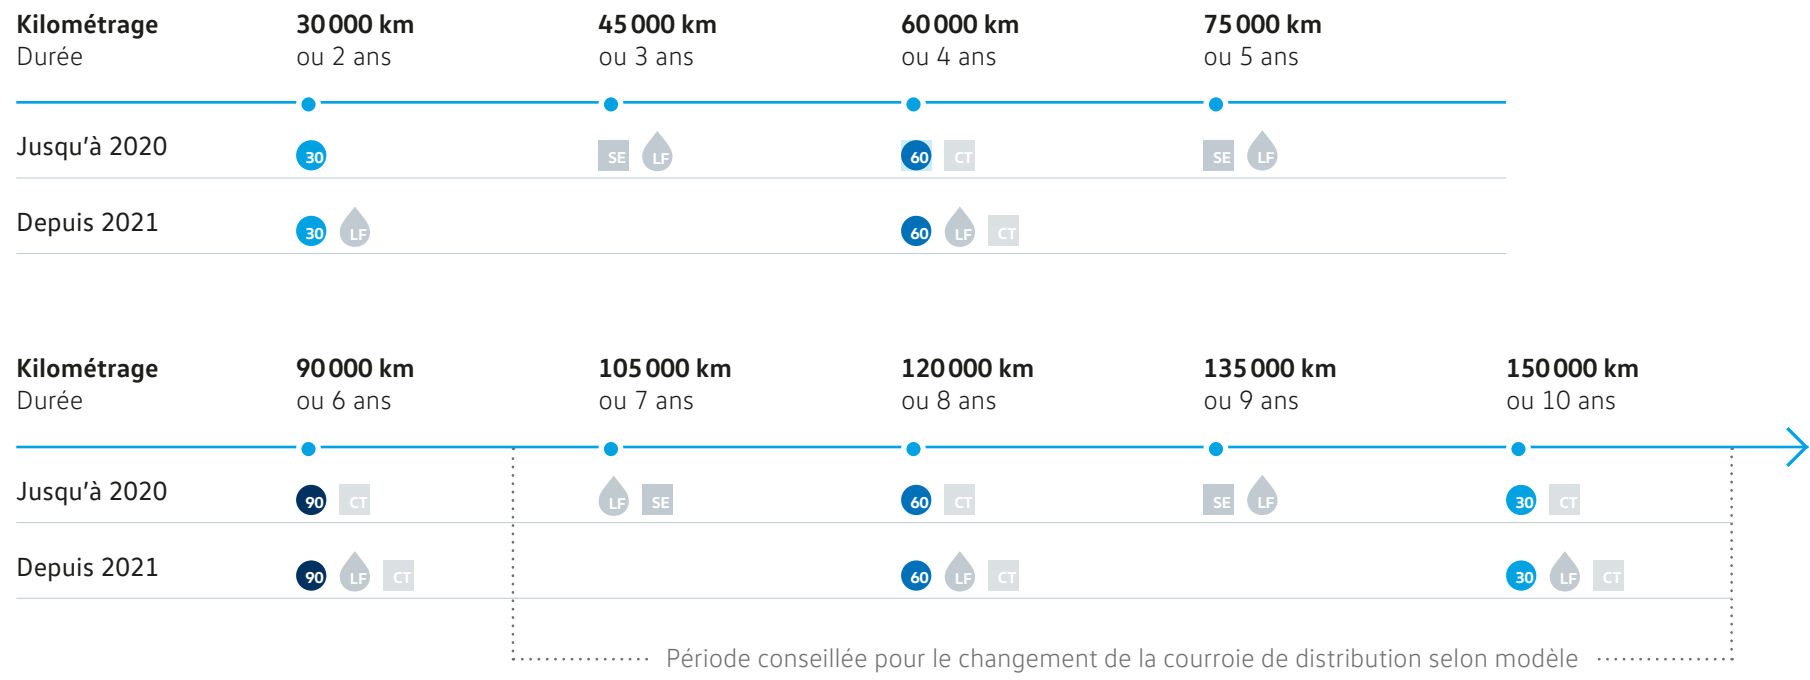 Kilométrage 30 000 km 45 000 km 60 000 km 75 000 km
Durée ou 2 ans ou 3 ans ou 4 ans ou 5 ans
Jusqu'à 2020 30 SE LF 60 CT SE LF
Depuis 2021 30 LF 60 LF CT
Kilométrage 90 000 km 105 000 km 120 000 km 135 000 km 150 000 km
Durée ou 6 ans ou 7 ans ou 8 ans ou 9 ans ou 10 ans
Jusqu'à 2020 90 CT LF SE 60 CT SE LF 30 CT
Depuis 2021 90 LF CT 60 LF CT 30 LF CT
Période conseillée pour le changement de la courroie de distribution selon modèle